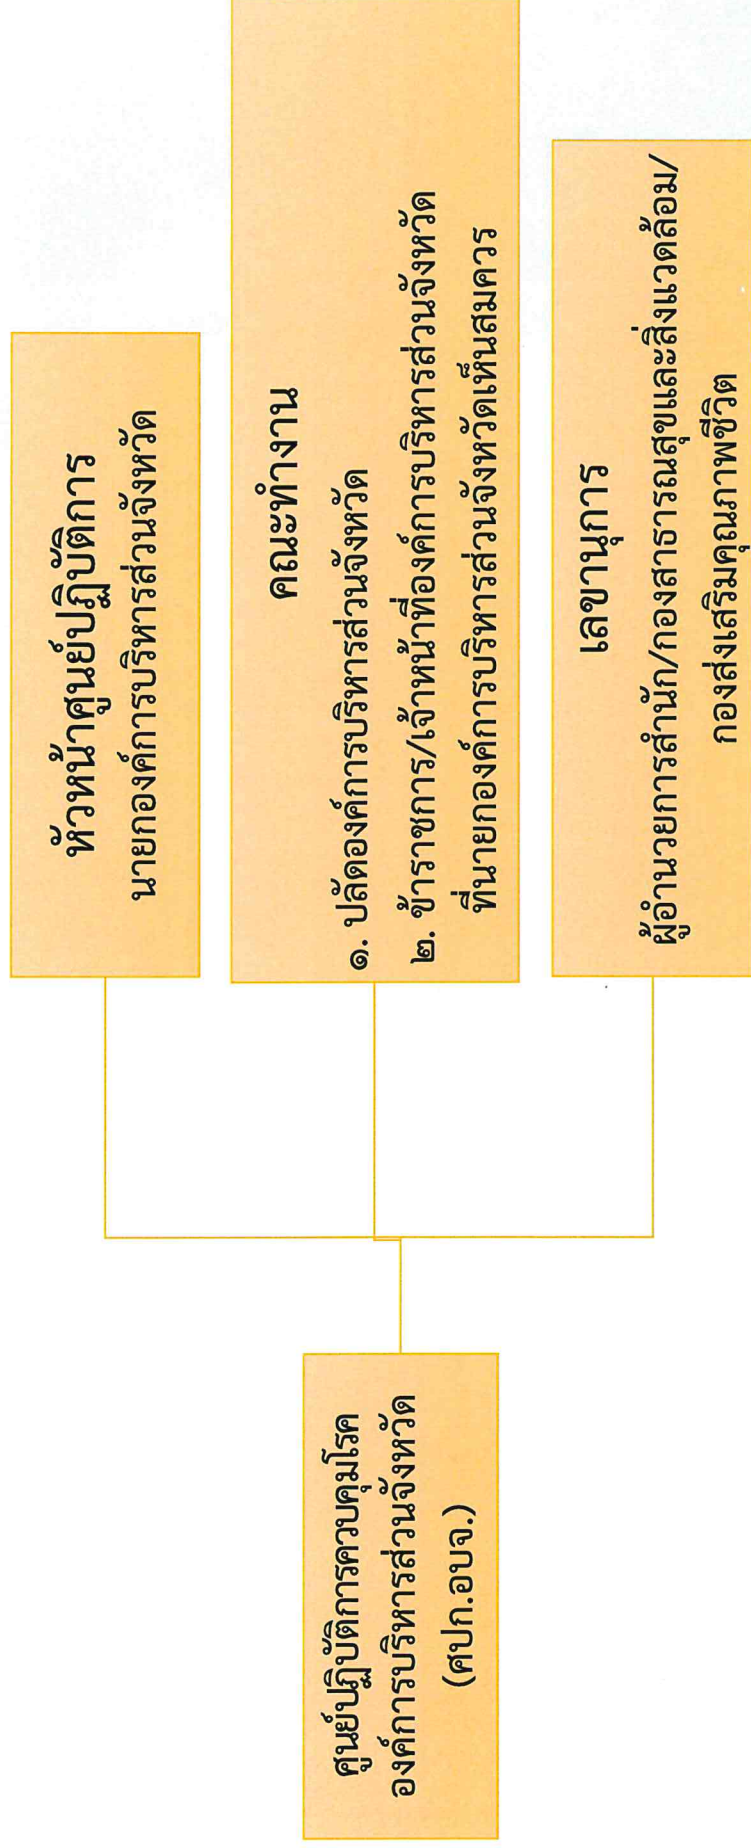 ศูนย์ปฏิบัติการควบคุมโรค
องค์การบริหารส่วนจังหวัด
(ศปก.อบจ.)
หัวหน้าศูนย์ปฏิบัติการ
นายกองค์การบริหารส่วนจังหวัด
คณะทำงาน
๑. ปลัดองค์การบริหารส่วนจังหวัด
๒. ข้าราชการ/เจ้าหน้าที่องค์การบริหารส่วนจังหวัด
ที่นายกองค์การบริหารส่วนจังหวัดเห็นสมควร
เลขานุการ
ผู้อำนวยการสำนัก/กองสาธารณสุขและสิ่งแวดล้อม/
กองส่งเสริมคุณภาพชีวิต